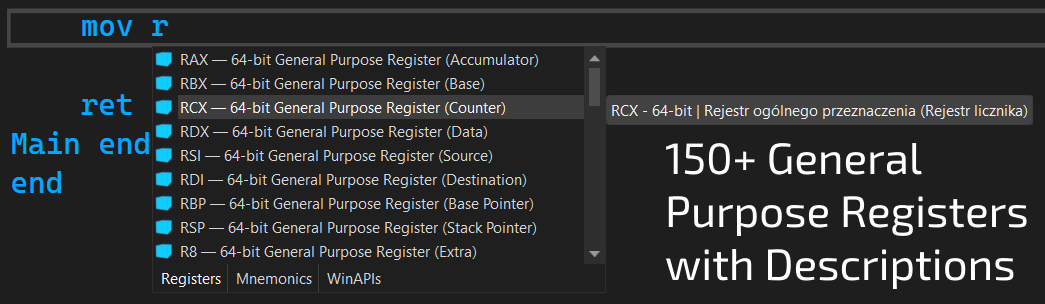 mov r
RAX — 64-bit General Purpose Register (Accumulator)
RBX — 64-bit General Purpose Register (Base)
RCX — 64-bit General Purpose Register (Counter)
RDX — 64-bit General Purpose Register (Data)
RSI — 64-bit General Purpose Register (Source)
RDI — 64-bit General Purpose Register (Destination)
RBP — 64-bit General Purpose Register (Base Pointer)
RSP — 64-bit General Purpose Register (Stack Pointer)
R8 — 64-bit General Purpose Register (Extra)
Registers Mnemonics WinAPIs
RCX - 64-bit | Rejestr ogólnego przeznaczenia (Rejestr licznika)
ret
Main end
end
150+ General
Purpose Registers
with Descriptions